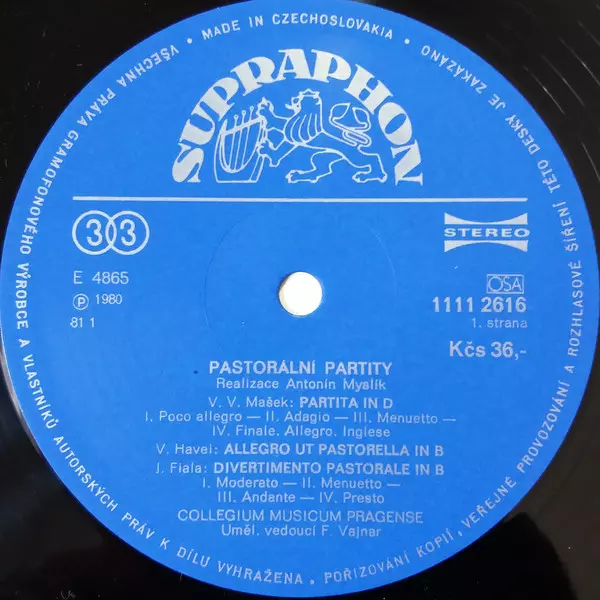 MADE IN CZECHOSLOVAKIA • VŠECHNA PRÁVA GRAMOFONOVÉHO VÝROBCE A VLASTNÍKŮ AUTORSKÝCH PRÁV K DÍLU VYHRAŽENA. POŘIZOVÁNÍ KOPIÍ, VEŘEJNÉ PROVOZOVÁNÍ A ROZHLASOVÉ ŠÍŘENÍ TÉTO DESKY JE ZAKÁZÁNO •
SUPRAPHON
33
STEREO
E 4865
Ⓟ 1980
81 1
OSA
1111 2616
1. strana
Kčs 36,-
PASTORÁLNÍ PARTITY
Realizace Antonín Myslík
V. V. Mašek: PARTITA IN D
I. Poco allegro — II. Adagio — III. Menuetto —
IV. Finale. Allegro. Inglese
V. Havel: ALLEGRO UT PASTORELLA IN B
J. Fiala: DIVERTIMENTO PASTORALE IN B
I. Moderato — II. Menuetto —
III. Andante — IV. Presto
COLLEGIUM MUSICUM PRAGENSE
Uměl. vedoucí F. Vajnar